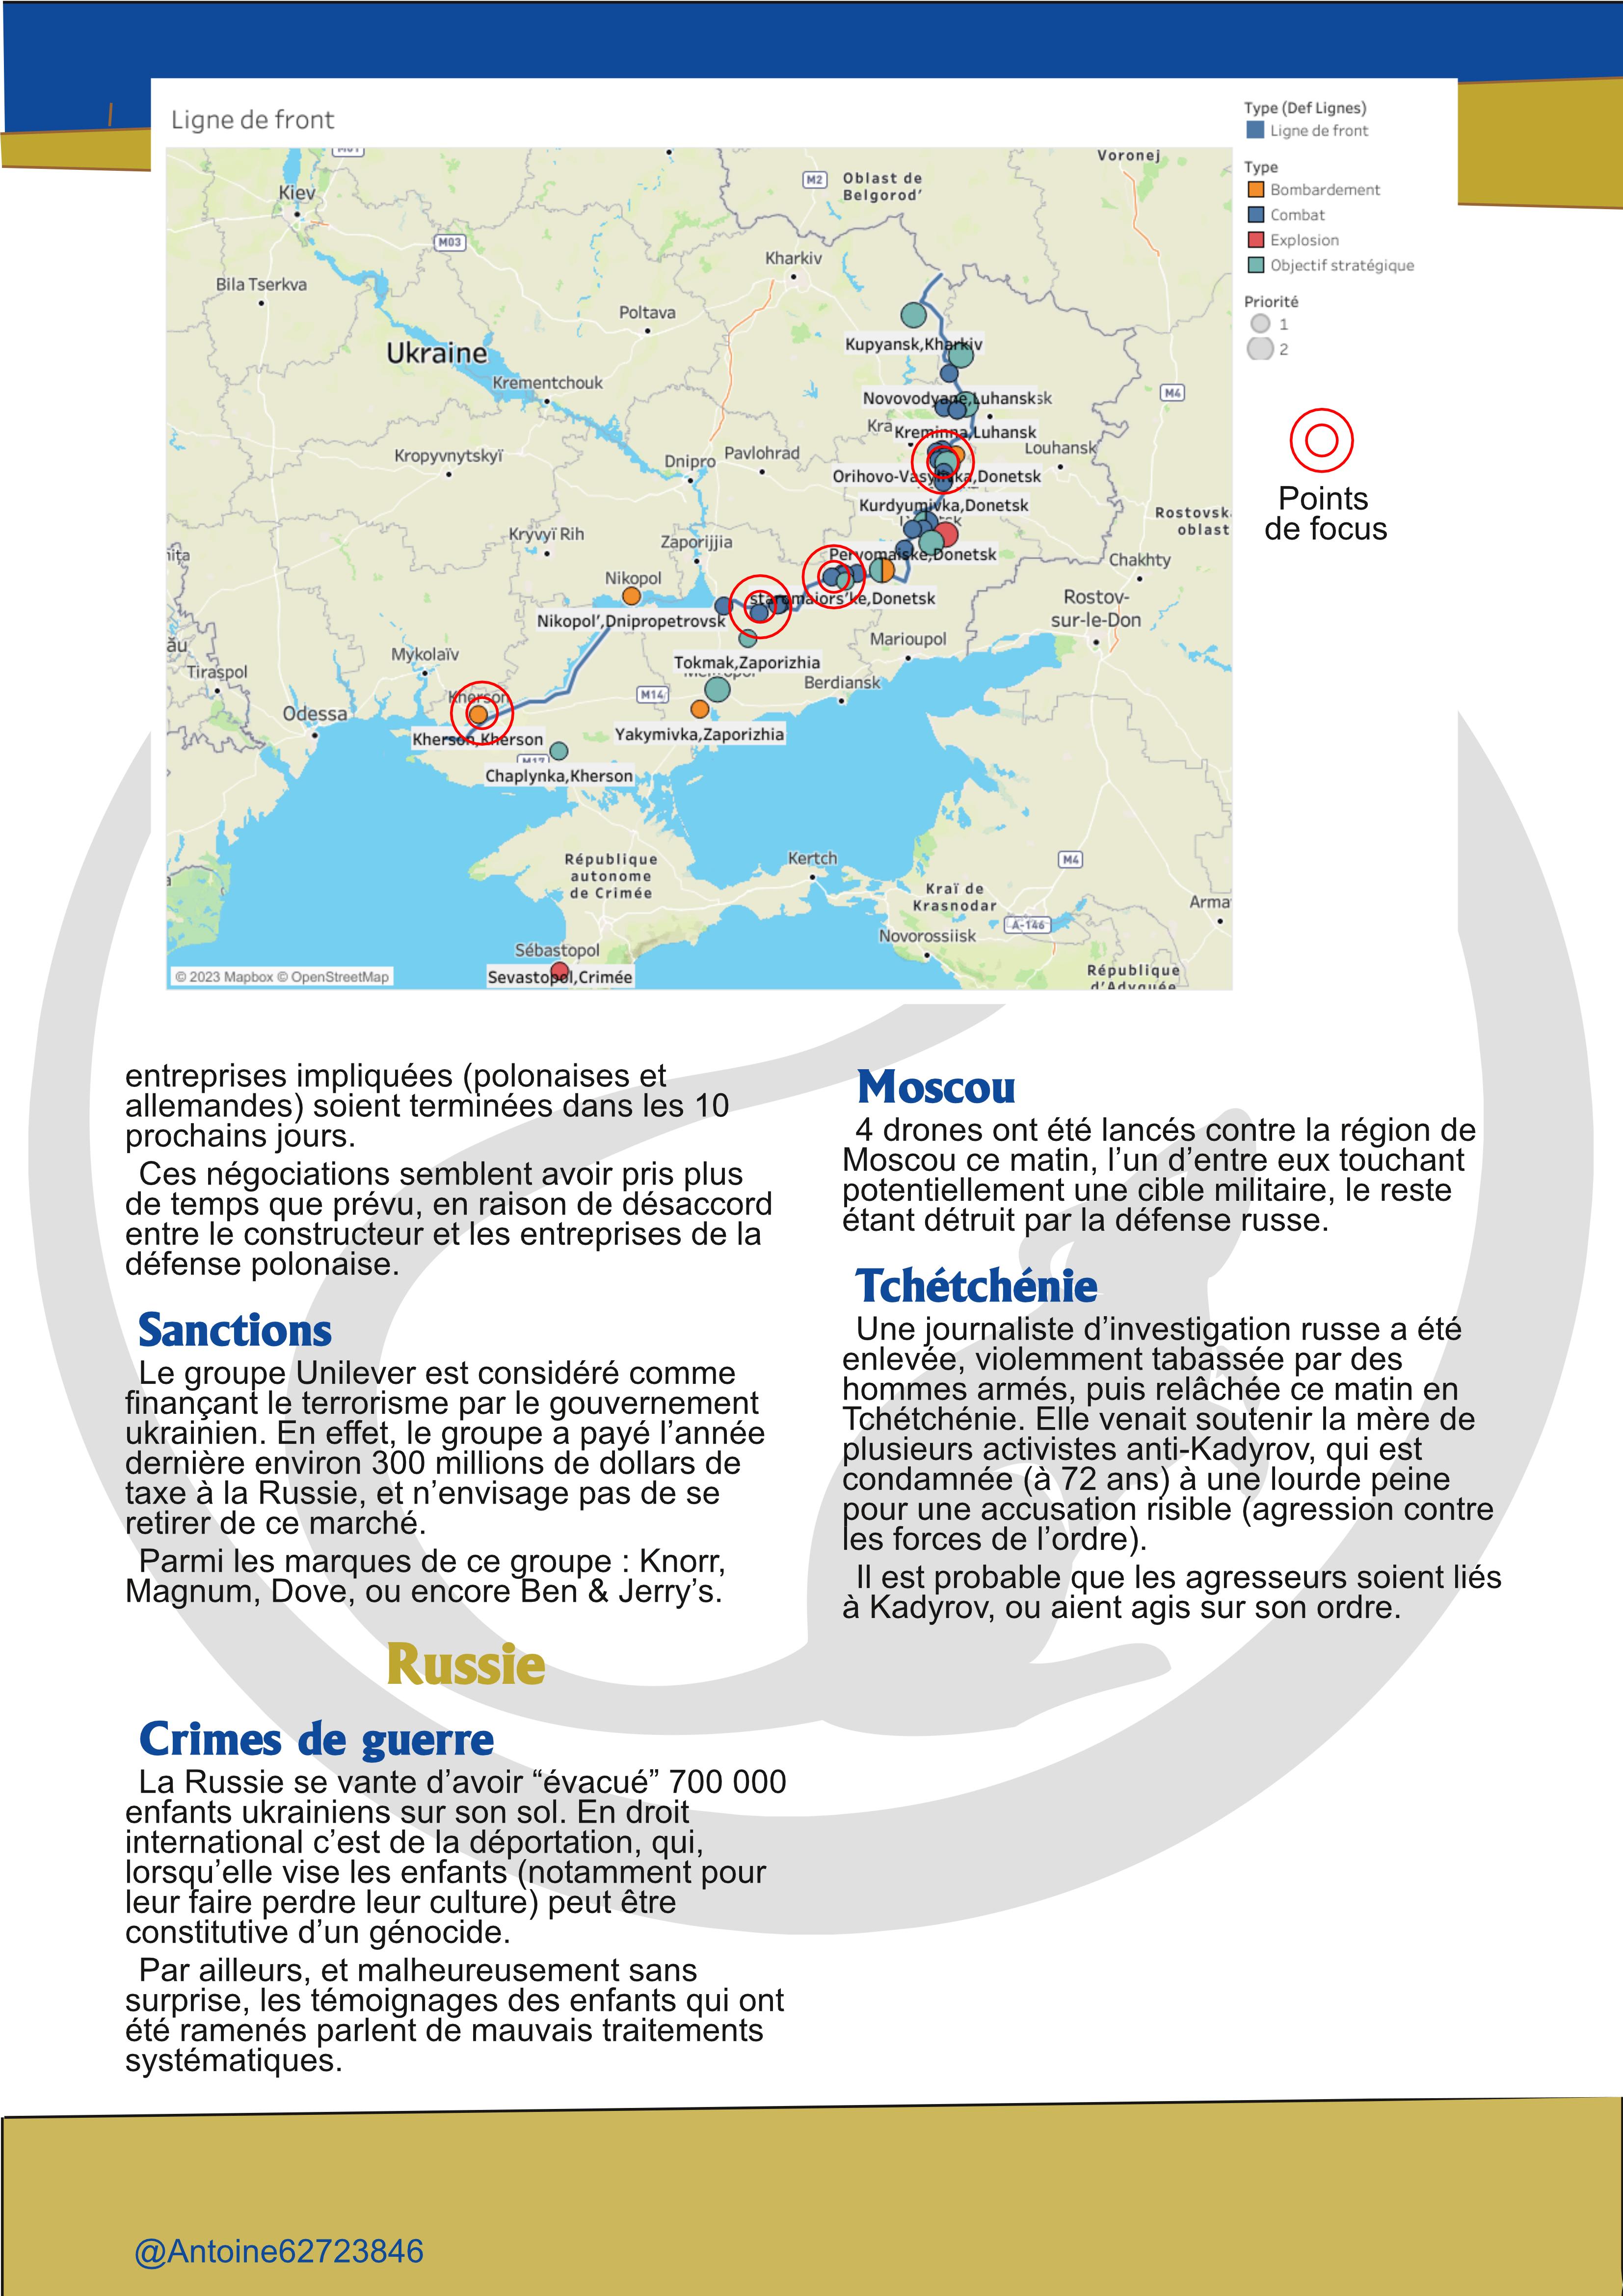 Ligne de front
Type (Def Lignes)
Ligne de front
Type
Bombardement
Combat
Explosion
Objectif stratégique
Priorité
1
2
Points
de focus
Voronej
M2
Oblast de
Belgorod’
Kiev
M03
Kharkiv
Bila Tserkva
Poltava
Kupyansk,Kharkiv
Ukraine
Krementchouk
M4
Novovodyane,Luhansk
Kreminna,Luhansk
Louhansk
Kropyvnytskyï
Dnipro
Pavlohrad
Orihovo-Vasylivka,Donetsk
Kurdyumivka,Donetsk
Rostovsk
oblast
Kryvyï Rih
Zaporijjia
Pervomaiske,Donetsk
Chakhty
Nikopol
staromaiors’ke,Donetsk
Rostov-
sur-le-Don
Nikopol’,Dnipropetrovsk
Marioupol
Mykolaïv
Tiraspol
Tokmak,Zaporizhia
Berdiansk
Kherson
M14
Odessa
Kherson,Kherson
Yakymivka,Zaporizhia
M17
Chaplynka,Kherson
République
autonome
de Crimée
Kertch
M4
Kraï de
Krasnodar
Arma
A-146
Novorossiisk
Sébastopol
Sevastopol,Crimée
République
d’Adyguée
© 2023 Mapbox © OpenStreetMap
entreprises impliquées (polonaises et
allemandes) soient terminées dans les 10
prochains jours.
Ces négociations semblent avoir pris plus
de temps que prévu, en raison de désaccord
entre le constructeur et les entreprises de la
défense polonaise.
Sanctions
Le groupe Unilever est considéré comme
finançant le terrorisme par le gouvernement
ukrainien. En effet, le groupe a payé l’année
dernière environ 300 millions de dollars de
taxe à la Russie, et n’envisage pas de se
retirer de ce marché.
Parmi les marques de ce groupe : Knorr,
Magnum, Dove, ou encore Ben & Jerry’s.
Russie
Crimes de guerre
La Russie se vante d’avoir “évacué” 700 000
enfants ukrainiens sur son sol. En droit
international c’est de la déportation, qui,
lorsqu’elle vise les enfants (notamment pour
leur faire perdre leur culture) peut être
constitutive d’un génocide.
Par ailleurs, et malheureusement sans
surprise, les témoignages des enfants qui ont
été ramenés parlent de mauvais traitements
systématiques.
Moscou
4 drones ont été lancés contre la région de
Moscou ce matin, l’un d’entre eux touchant
potentiellement une cible militaire, le reste
étant détruit par la défense russe.
Tchétchénie
Une journaliste d’investigation russe a été
enlevée, violemment tabassée par des
hommes armés, puis relâchée ce matin en
Tchétchénie. Elle venait soutenir la mère de
plusieurs activistes anti-Kadyrov, qui est
condamnée (à 72 ans) à une lourde peine
pour une accusation risible (agression contre
les forces de l’ordre).
Il est probable que les agresseurs soient liés
à Kadyrov, ou aient agis sur son ordre.
@Antoine62723846